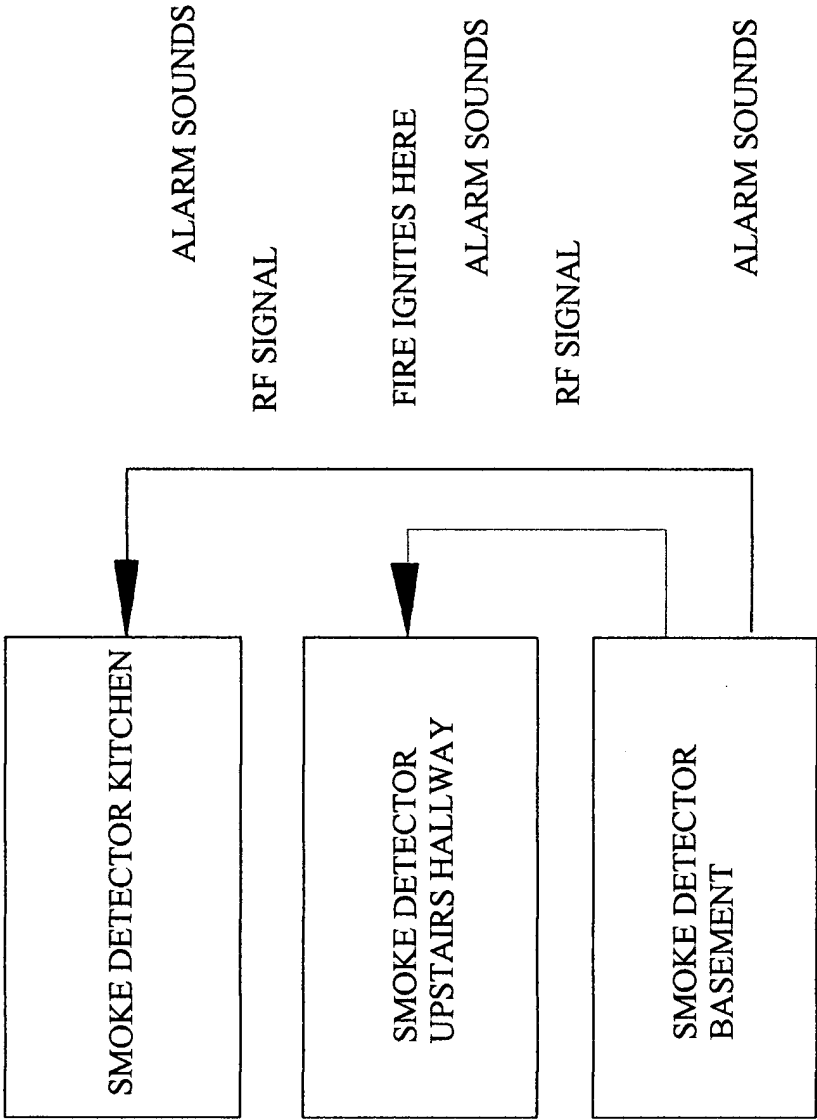 SMOKE DETECTOR KITCHEN
ALARM SOUNDS
RF SIGNAL
SMOKE DETECTOR
UPSTAIRS HALLWAY
FIRE IGNITES HERE
ALARM SOUNDS
RF SIGNAL
SMOKE DETECTOR
BASEMENT
ALARM SOUNDS